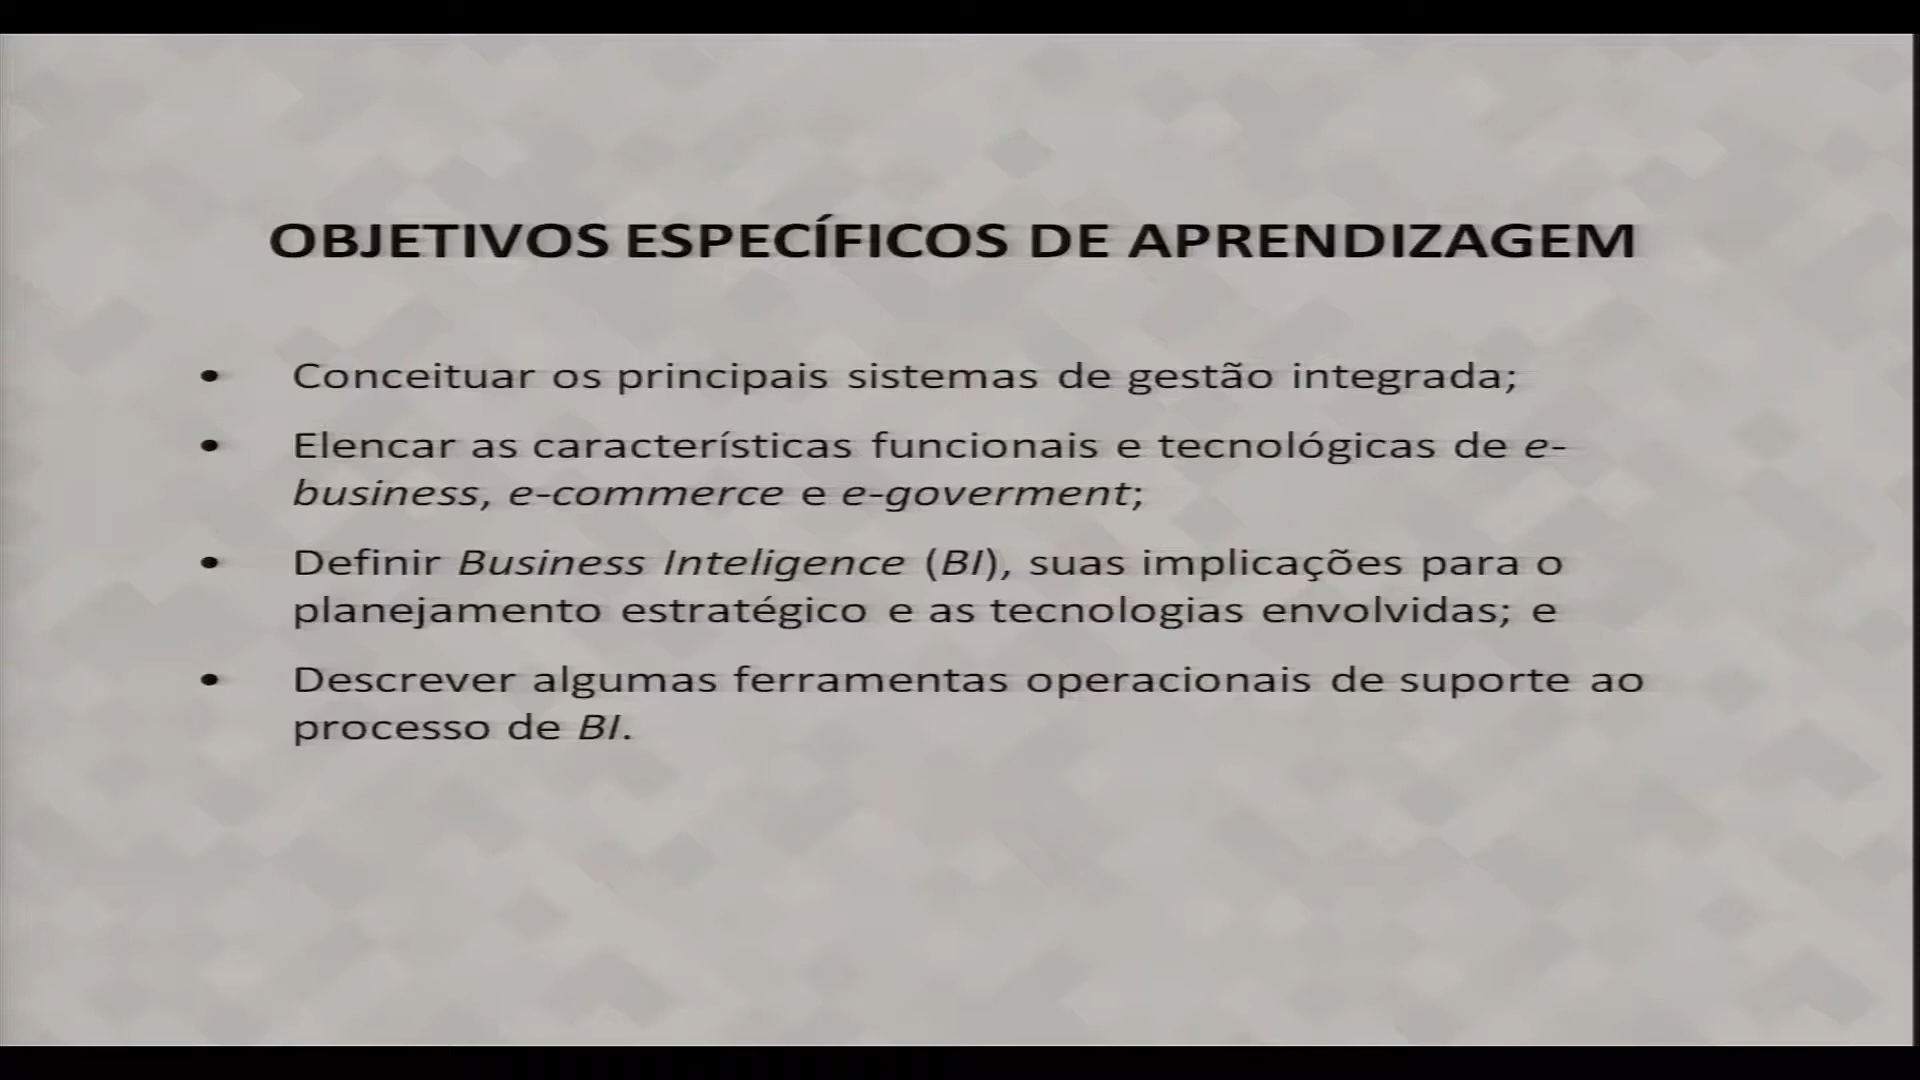 OBJETIVOS ESPECÍFICOS DE APRENDIZAGEM
• Conceituar os principais sistemas de gestão integrada;
• Elencar as características funcionais e tecnológicas de e-
business, e-commerce e e-goverment;
• Definir Business Inteligence (BI), suas implicações para o
planejamento estratégico e as tecnologias envolvidas; e
• Descrever algumas ferramentas operacionais de suporte ao
processo de BI.